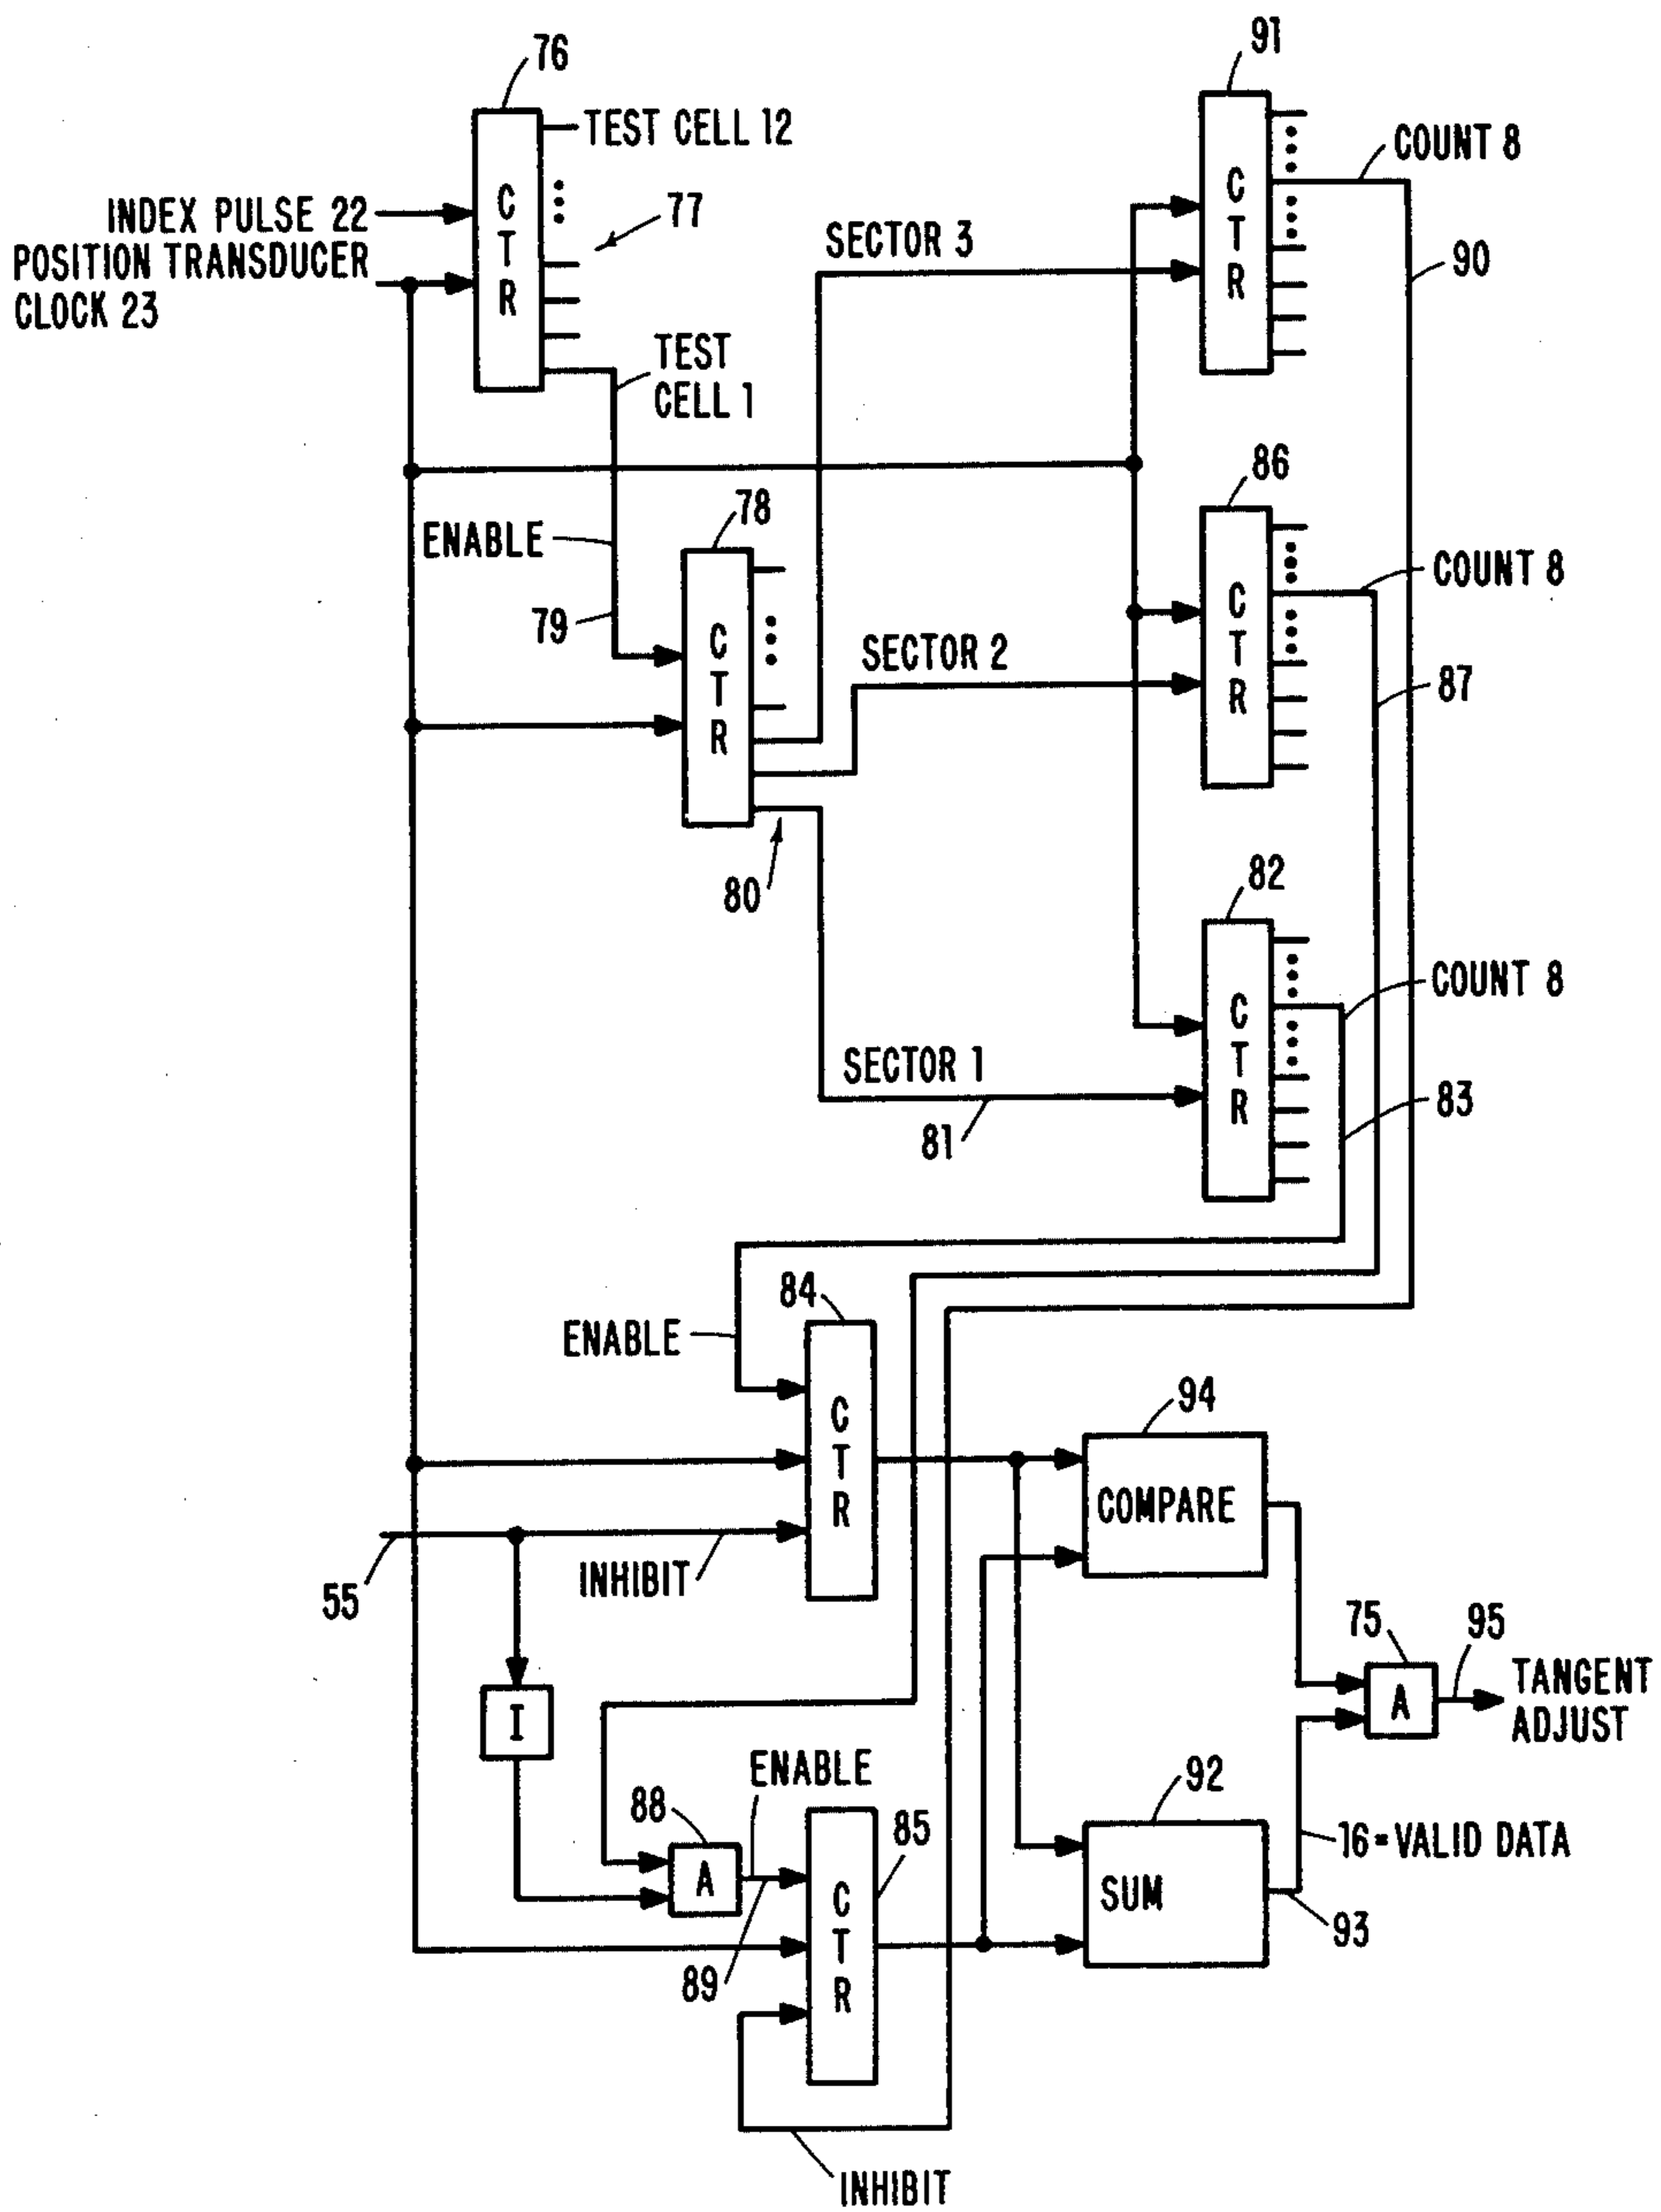 76
91
TEST CELL 12
COUNT 8
CTR
CTR
INDEX PULSE 22
77
POSITION TRANSDUCER
CLOCK 23
SECTOR 3
90
TEST
CELL 1
86
78
ENABLE
COUNT 8
CTR
79
CTR
SECTOR 2
87
82
80
COUNT 8
CTR
SECTOR 1
83
81
84
ENABLE
94
CTR
COMPARE
INHIBIT
55
75
95
I
A
TANGENT
ADJUST
ENABLE
92
88
85
16=VALID DATA
A
CTR
SUM
93
89
INHIBIT